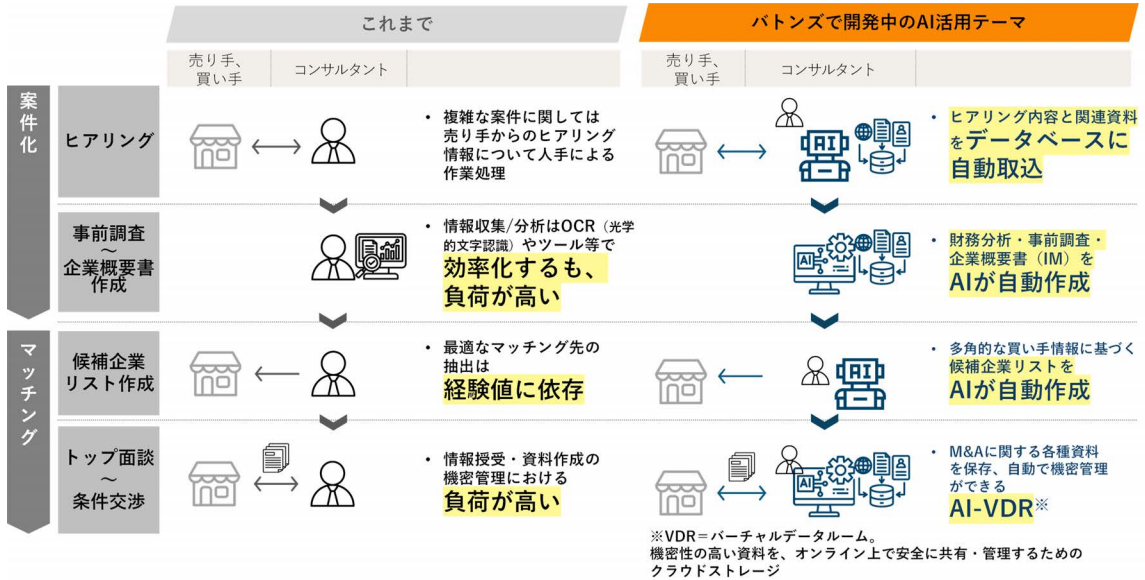 これまで
バトンズで開発中のAI活用テーマ
売り手、
買い手
コンサルタント
売り手、
買い手
コンサルタント
案件化
ヒアリング
・ 複雑な案件に関しては
売り手からのヒアリング
情報について人手による
作業処理
AI
・ ヒアリング内容と関連資料
をデータベースに
自動取込
事前調査
～
企業概要書
作成
・ 情報収集/分析はOCR（光学
的文字認識）やツール等で
効率化するも、
負荷が高い
AI
・ 財務分析・事前調査・
企業概要書（IM）を
AIが自動作成
マッチング
候補企業
リスト作成
・ 最適なマッチング先の
抽出は
経験値に依存
AI
・ 多角的な買い手情報に基づく
候補企業リストを
AIが自動作成
トップ面談
～
条件交渉
・ 情報授受・資料作成の
機密管理における
負荷が高い
AI
・ M&Aに関する各種資料
を保存、自動で機密管理
ができる
AI-VDR※
※VDR＝バーチャルデータルーム。
機密性の高い資料を、オンライン上で安全に共有・管理するための
クラウドストレージ